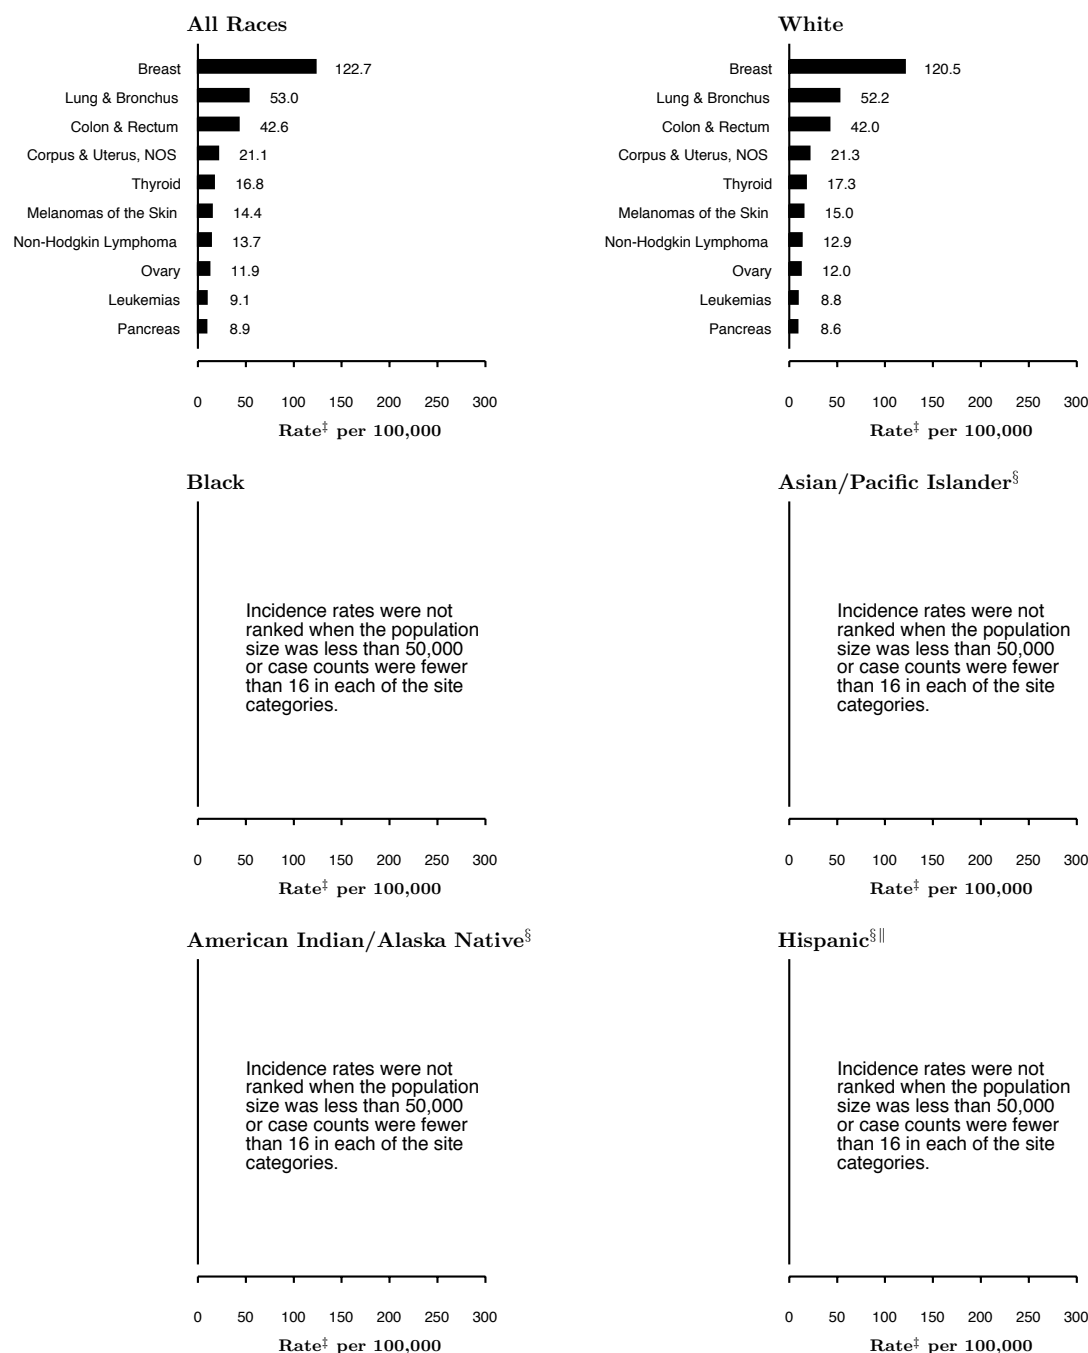 All Races
Breast 122.7
Lung & Bronchus 53.0
Colon & Rectum 42.6
Corpus & Uterus, NOS 21.1
Thyroid 16.8
Melanomas of the Skin 14.4
Non-Hodgkin Lymphoma 13.7
Ovary 11.9
Leukemias 9.1
Pancreas 8.9
0 50 100 150 200 250 300
Rate‡ per 100,000
White
Breast 120.5
Lung & Bronchus 52.2
Colon & Rectum 42.0
Corpus & Uterus, NOS 21.3
Thyroid 17.3
Melanomas of the Skin 15.0
Non-Hodgkin Lymphoma 12.9
Ovary 12.0
Leukemias 8.8
Pancreas 8.6
0 50 100 150 200 250 300
Rate‡ per 100,000
Black
Incidence rates were not
ranked when the population
size was less than 50,000
or case counts were fewer
than 16 in each of the site
categories.
0 50 100 150 200 250 300
Rate‡ per 100,000
Asian/Pacific Islander§
Incidence rates were not
ranked when the population
size was less than 50,000
or case counts were fewer
than 16 in each of the site
categories.
0 50 100 150 200 250 300
Rate‡ per 100,000
American Indian/Alaska Native§
Incidence rates were not
ranked when the population
size was less than 50,000
or case counts were fewer
than 16 in each of the site
categories.
0 50 100 150 200 250 300
Rate‡ per 100,000
Hispanic§‖
Incidence rates were not
ranked when the population
size was less than 50,000
or case counts were fewer
than 16 in each of the site
categories.
0 50 100 150 200 250 300
Rate‡ per 100,000